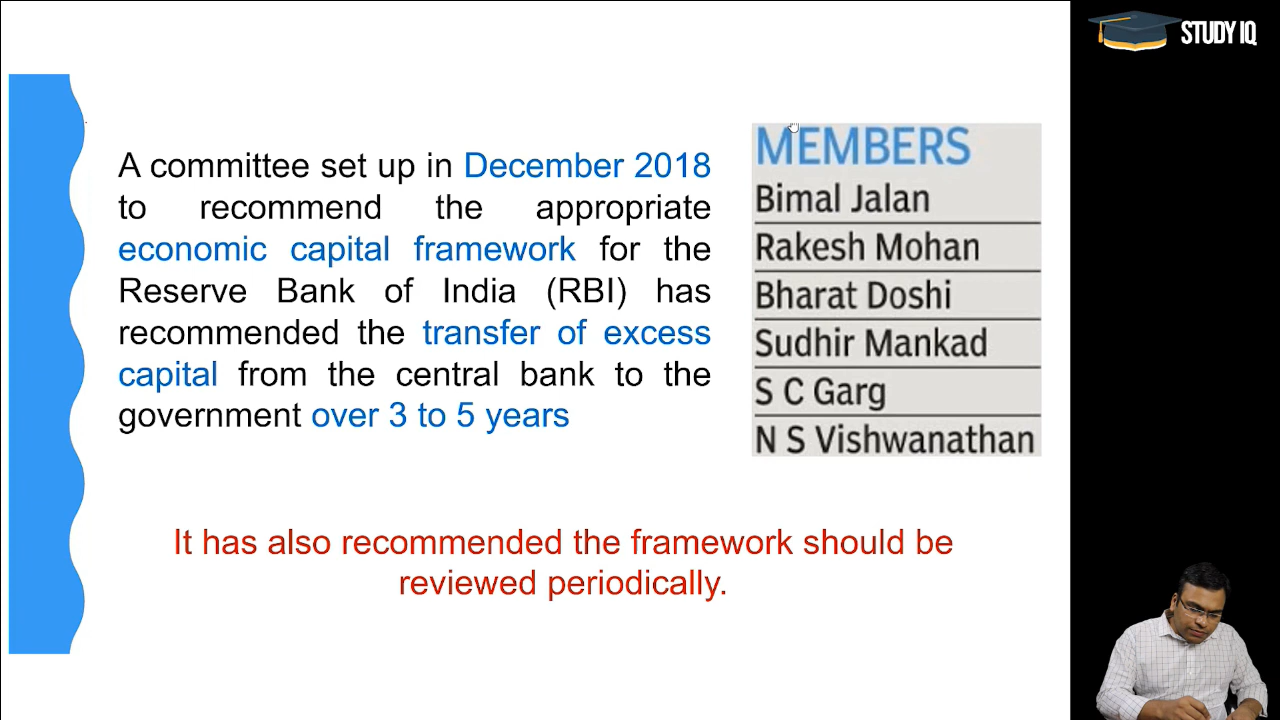 STUDY IQ
A committee set up in December 2018
to recommend the appropriate
economic capital framework for the
Reserve Bank of India (RBI) has
recommended the transfer of excess
capital from the central bank to the
government over 3 to 5 years
MEMBERS
Bimal Jalan
Rakesh Mohan
Bharat Doshi
Sudhir Mankad
S C Garg
N S Vishwanathan
It has also recommended the framework should be
reviewed periodically.